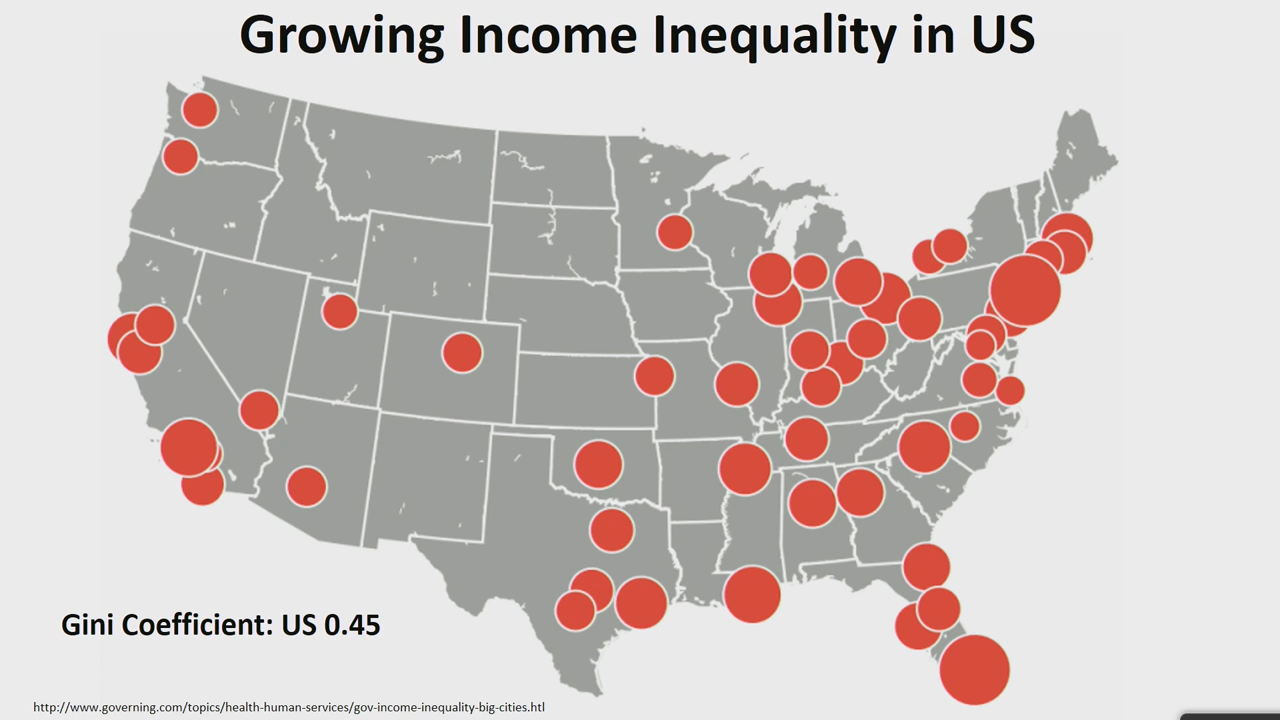 Growing Income Inequality in US
Gini Coefficient: US 0.45
http://www.governing.com/topics/health-human-services/gov-income-inequality-big-cities.htl